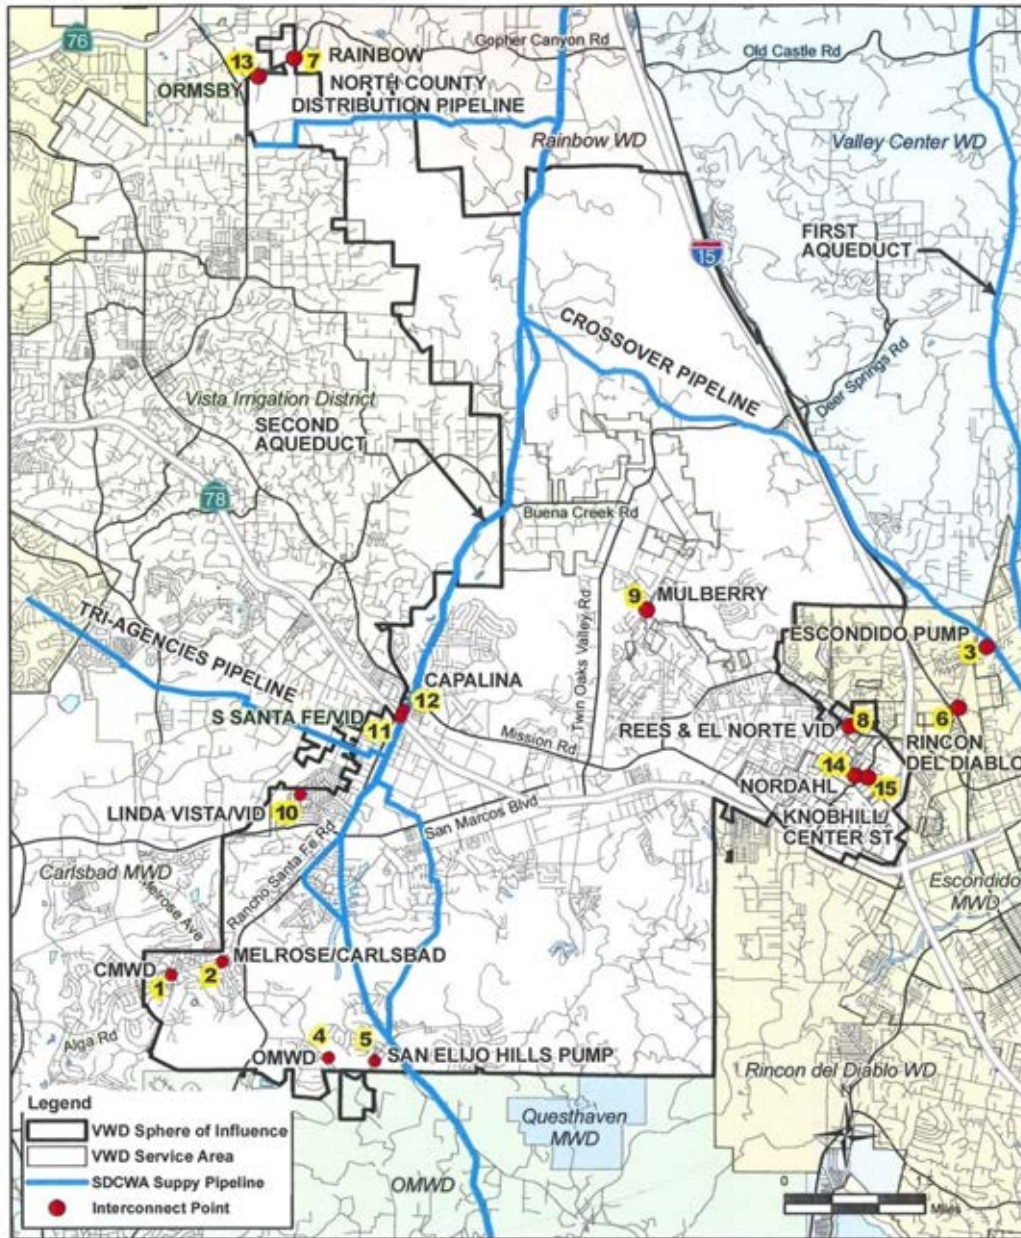 76
Gopher Canyon Rd
Old Castle Rd
13
7
RAINBOW
ORMSBY
NORTH COUNTY
DISTRIBUTION PIPELINE
Rainbow WD
Valley Center WD
FIRST
AQUEDUCT
15
CROSSOVER PIPELINE
Deer Springs Rd
Vista Irrigation District
SECOND
AQUEDUCT
78
Buena Creek Rd
TRI-AGENCIES PIPELINE
9
MULBERRY
Twin Oaks Valley Rd
ESCONDIDO PUMP
3
CAPALINA
12
S SANTA FE/VID
11
Mission Rd
REES & EL NORTE VID
8
6
RINCON
DEL DIABLO
14
NORDAHL
15
LINDA VISTA/VID
10
San Marcos Blvd
KNOBHILL/
CENTER ST
Rancho Santa Fe Rd
Carlsbad MWD
Melrose Ave
Escondido
MWD
MELROSE/CARLSBAD
CMWD
1
2
Alga Rd
4
5
OMWD
SAN ELIJO HILLS PUMP
Rincon del Diablo WD
Questhaven
MWD
OMWD
Legend
VWD Sphere of Influence
VWD Service Area
SDCWA Suppy Pipeline
Interconnect Point
0
1.5
Miles